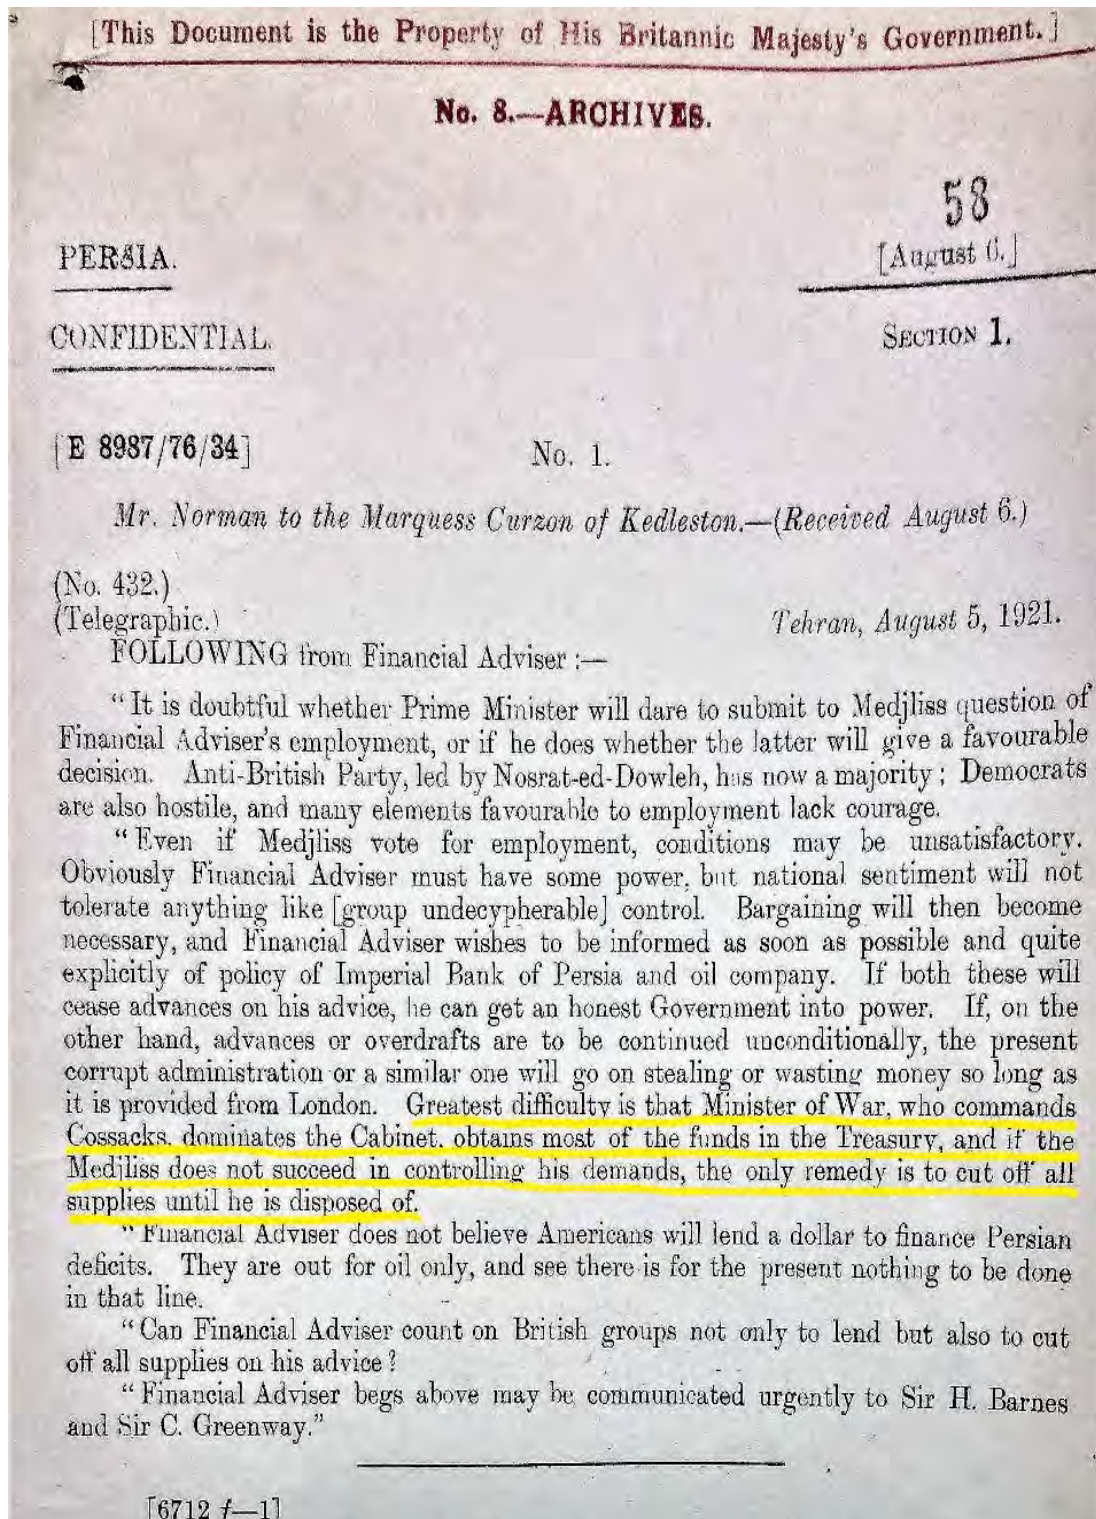 [This Document is the Property of His Britannic Majesty's Government.]
No. 8.—ARCHIVES.
58
PERSIA.
[August 6.]
CONFIDENTIAL.
SECTION 1.
[E 8987/76/34]
No. 1.
Mr. Norman to the Marquess Curzon of Kedleston.—(Received August 6.)
(No. 432.)
(Telegraphic.)
Tehran, August 5, 1921.
FOLLOWING from Financial Adviser :—
"It is doubtful whether Prime Minister will dare to submit to Medjliss question of
Financial Adviser's employment, or if he does whether the latter will give a favourable
decision. Anti-British Party, led by Nosrat-ed-Dowleh, has now a majority; Democrats
are also hostile, and many elements favourable to employment lack courage.
"Even if Medjliss vote for employment, conditions may be unsatisfactory.
Obviously Financial Adviser must have some power, but national sentiment will not
tolerate anything like [group undecypherable] control. Bargaining will then become
necessary, and Financial Adviser wishes to be informed as soon as possible and quite
explicitly of policy of Imperial Bank of Persia and oil company. If both these will
cease advances on his advice, he can get an honest Government into power. If, on the
other hand, advances or overdrafts are to be continued unconditionally, the present
corrupt administration or a similar one will go on stealing or wasting money so long as
it is provided from London. Greatest difficulty is that Minister of War, who commands
Cossacks, dominates the Cabinet, obtains most of the funds in the Treasury, and if the
Medjliss does not succeed in controlling his demands, the only remedy is to cut off all
supplies until he is disposed of.
"Financial Adviser does not believe Americans will lend a dollar to finance Persian
deficits. They are out for oil only, and see there is for the present nothing to be done
in that line.
"Can Financial Adviser count on British groups not only to lend but also to cut
off all supplies on his advice?
"Financial Adviser begs above may be communicated urgently to Sir H. Barnes
and Sir C. Greenway."
[6712 f—1]